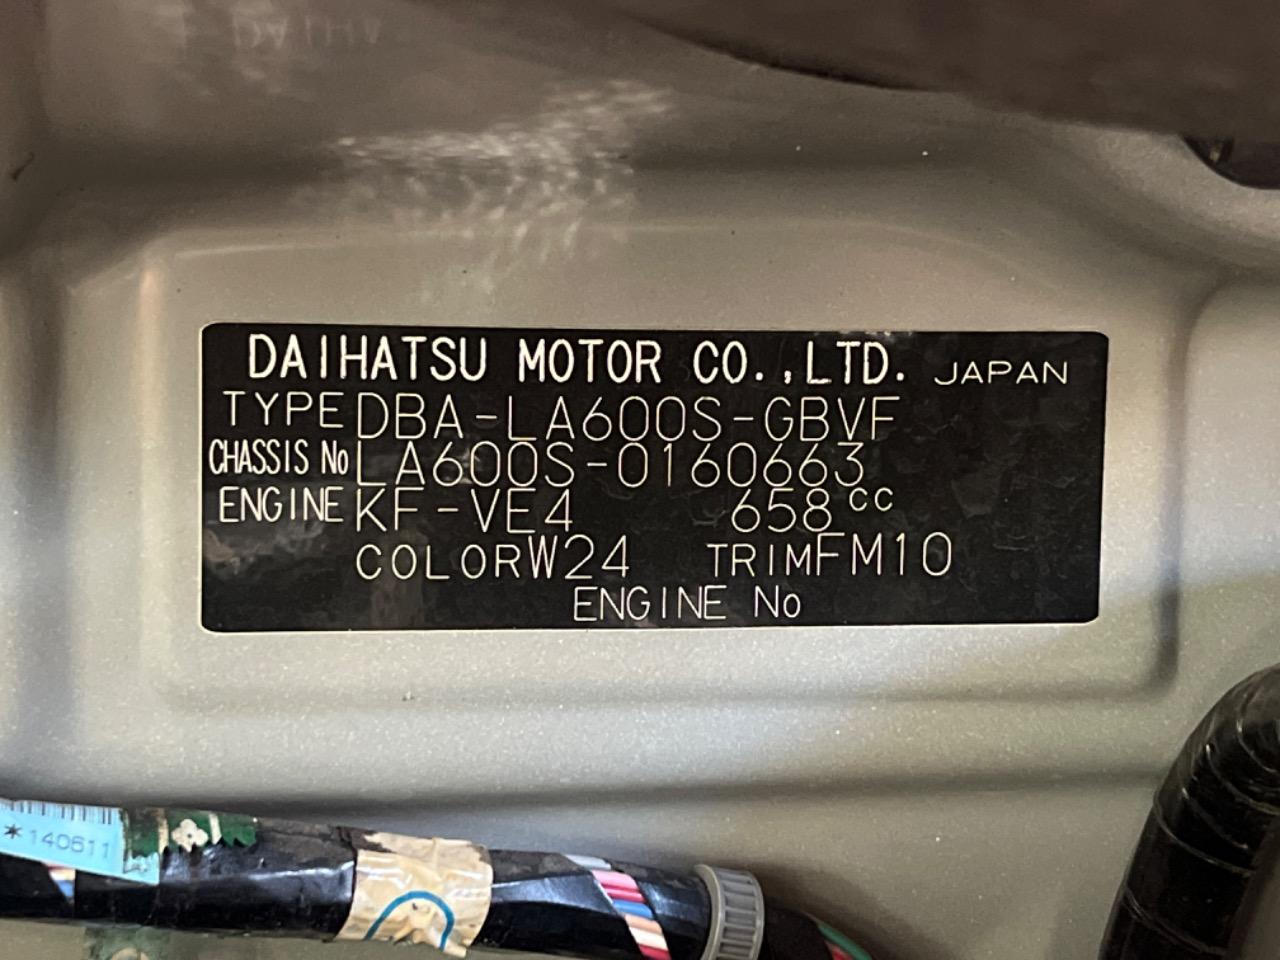 DAIHATSU MOTOR CO.,LTD. JAPAN
TYPE DBA-LA600S-GBVF
CHASSIS No LA600S-0160663
ENGINE KF-VE4 658cc
COLOR W24 TRIM FM10
ENGINE No
*140611